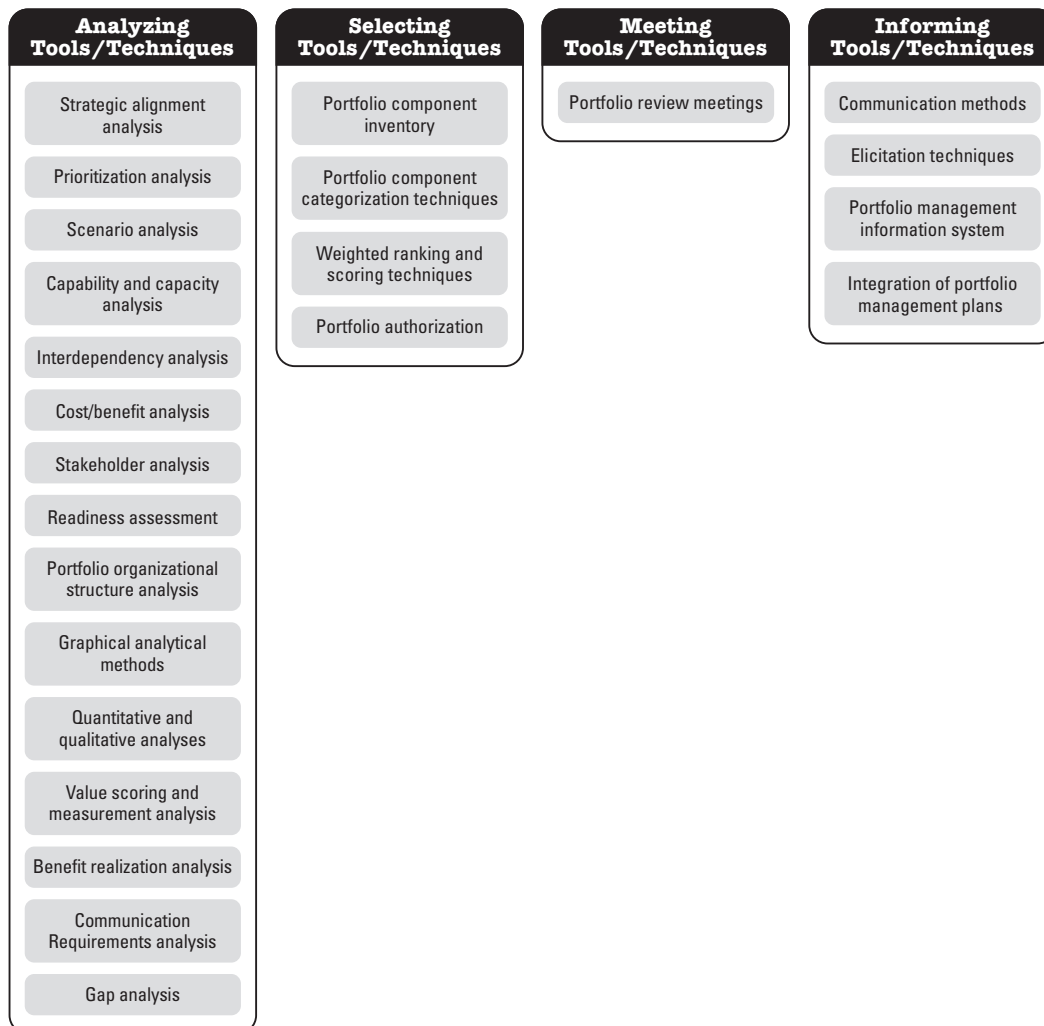 Analyzing
Tools/Techniques
Strategic alignment
analysis
Prioritization analysis
Scenario analysis
Capability and capacity
analysis
Interdependency analysis
Cost/benefit analysis
Stakeholder analysis
Readiness assessment
Portfolio organizational
structure analysis
Graphical analytical
methods
Quantitative and
qualitative analyses
Value scoring and
measurement analysis
Benefit realization analysis
Communication
Requirements analysis
Gap analysis
Selecting
Tools/Techniques
Portfolio component
inventory
Portfolio component
categorization techniques
Weighted ranking and
scoring techniques
Portfolio authorization
Meeting
Tools/Techniques
Portfolio review meetings
Informing
Tools/Techniques
Communication methods
Elicitation techniques
Portfolio management
information system
Integration of portfolio
management plans